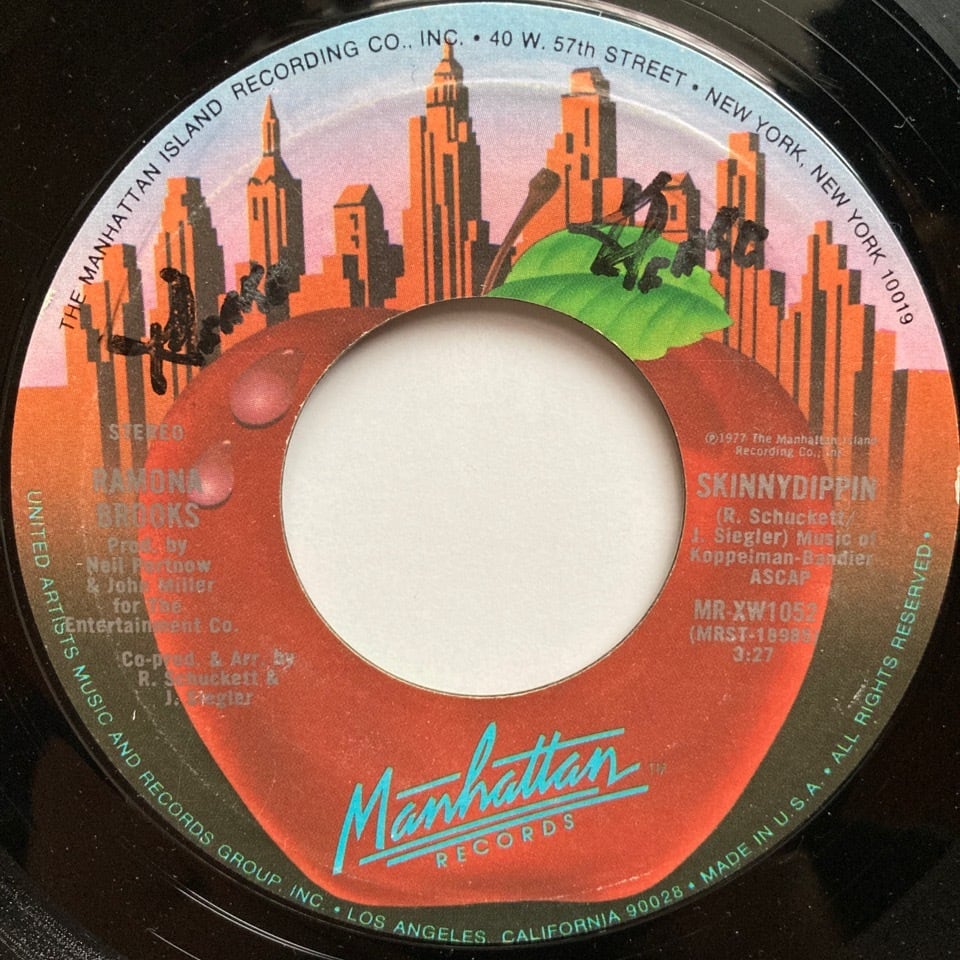 THE MANHATTAN ISLAND RECORDING CO., INC. • 40 W. 57th STREET • NEW YORK, NEW YORK 10019
STEREO
RAMONA
BROOKS
Prod. by
Neil Portnow
& John Miller
for the
Entertainment Co.
Co-prod. & Arr. by
R. Schuckett &
J. Siegler
℗1977 The Manhattan Island
Recording Co., Inc.
SKINNYDIPPIN
(R. Schuckett/
J. Siegler) Music of
Koppelman-Bandier
ASCAP
MR-XW1052
(MRST-18988)
3:27
Manhattan™
RECORDS
UNITED ARTISTS MUSIC AND RECORDS GROUP, INC. • LOS ANGELES, CALIFORNIA 90028 • MADE IN U.S.A. • ALL RIGHTS RESERVED •